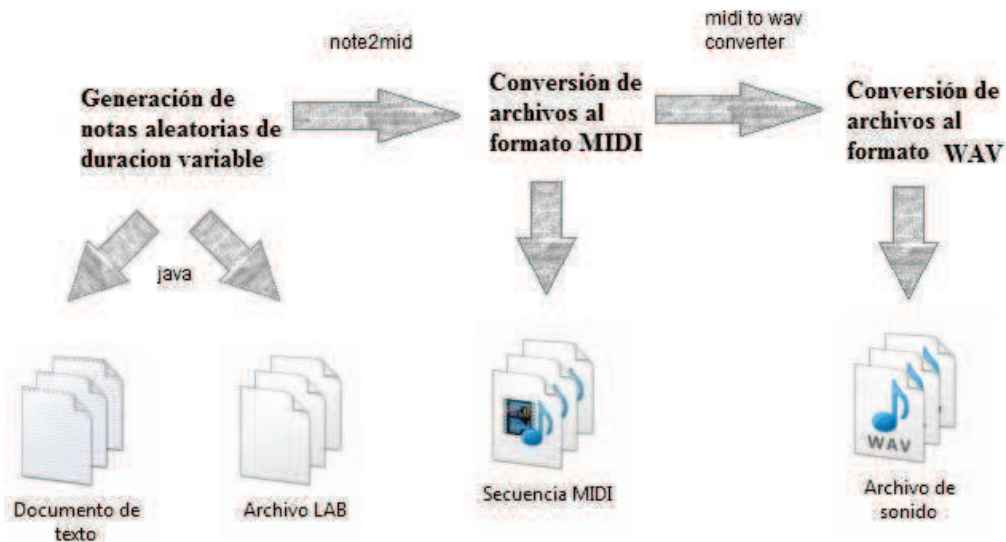 note2mid
midi to wav
converter
Generación de
notas aleatorias de
duracion variable
Conversión de
archivos al
formato MIDI
Conversión de
archivos al
formato WAV
java
WAV
Documento de
texto
Archivo LAB
Secuencia MIDI
Archivo de
sonido